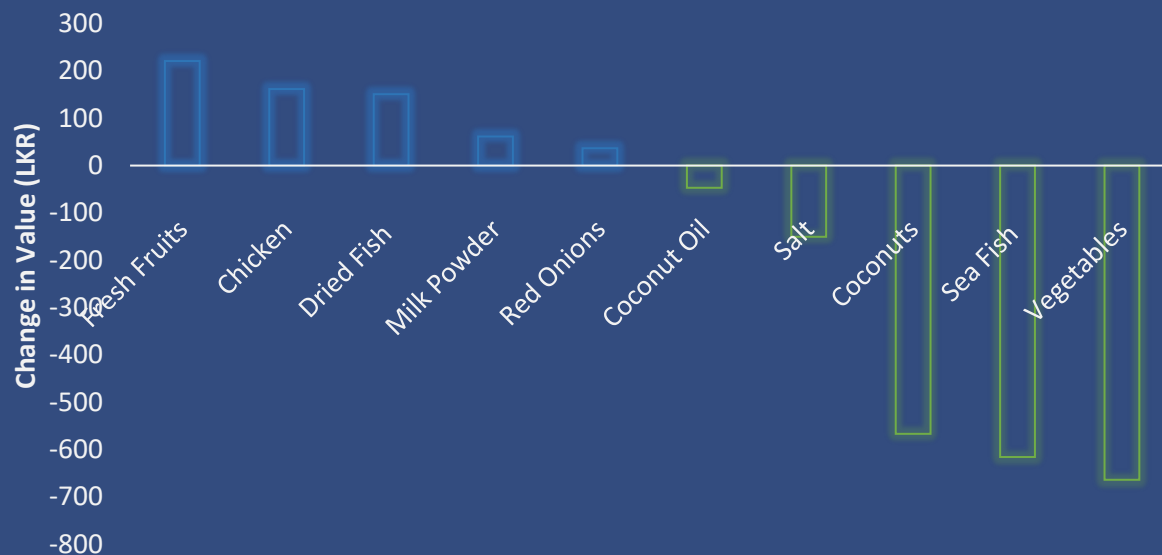 Change in Value (LKR)
300
200
100
0
-100
-200
-300
-400
-500
-600
-700
-800
Fresh Fruits
Chicken
Dried Fish
Milk Powder
Red Onions
Coconut Oil
Salt
Coconuts
Sea Fish
Vegetables